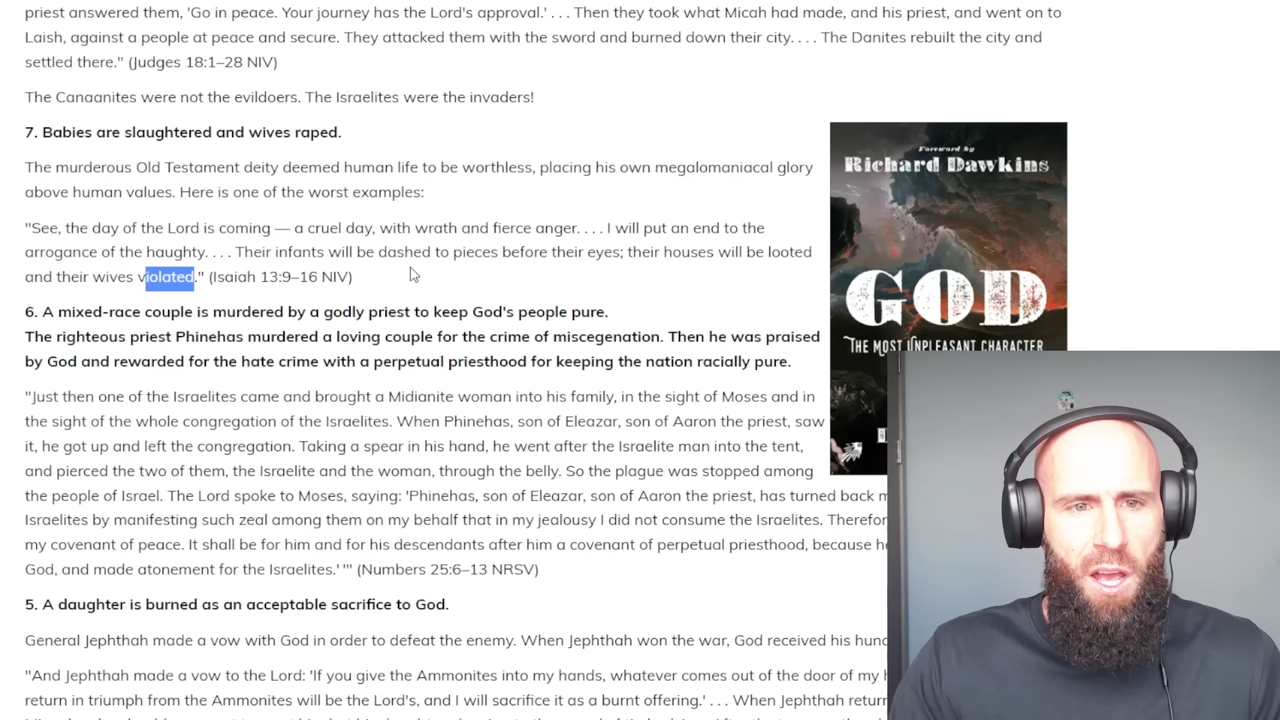 priest answered them, 'Go in peace. Your journey has the Lord's approval.' . . . Then they took what Micah had made, and his priest, and went on to
Laish, against a people at peace and secure. They attacked them with the sword and burned down their city. . . . The Danites rebuilt the city and
settled there." (Judges 18:1–28 NIV)
The Canaanites were not the evildoers. The Israelites were the invaders!
7. Babies are slaughtered and wives raped.
The murderous Old Testament deity deemed human life to be worthless, placing his own megalomaniacal glory
above human values. Here is one of the worst examples:
"See, the day of the Lord is coming — a cruel day, with wrath and fierce anger. . . . I will put an end to the
arrogance of the haughty. . . . Their infants will be dashed to pieces before their eyes; their houses will be looted
and their wives violated." (Isaiah 13:9–16 NIV)
6. A mixed-race couple is murdered by a godly priest to keep God's people pure.
The righteous priest Phinehas murdered a loving couple for the crime of miscegenation. Then he was praised
by God and rewarded for the hate crime with a perpetual priesthood for keeping the nation racially pure.
"Just then one of the Israelites came and brought a Midianite woman into his family, in the sight of Moses and in
the sight of the whole congregation of the Israelites. When Phinehas, son of Eleazar, son of Aaron the priest, saw
it, he got up and left the congregation. Taking a spear in his hand, he went after the Israelite man into the tent,
and pierced the two of them, the Israelite and the woman, through the belly. So the plague was stopped among
the people of Israel. The Lord spoke to Moses, saying: 'Phinehas, son of Eleazar, son of Aaron the priest, has turned back
Israelites by manifesting such zeal among them on my behalf that in my jealousy I did not consume the Israelites.
my covenant of peace. It shall be for him and for his descendants after him a covenant of perpetual priesthood, because
God, and made atonement for the Israelites.' '" (Numbers 25:6–13 NRSV)
5. A daughter is burned as an acceptable sacrifice to God.
General Jephthah made a vow with God in order to defeat the enemy. When Jephthah won the war, God received his
"And Jephthah made a vow to the Lord: 'If you give the Ammonites into my hands, whatever comes out of the door of my
return in triumph from the Ammonites will be the Lord's, and I will sacrifice it as a burnt offering.' . . . When Jephthah
Foreword by
Richard Dawkins
GOD
THE MOST UNPLEASANT CHARACTER